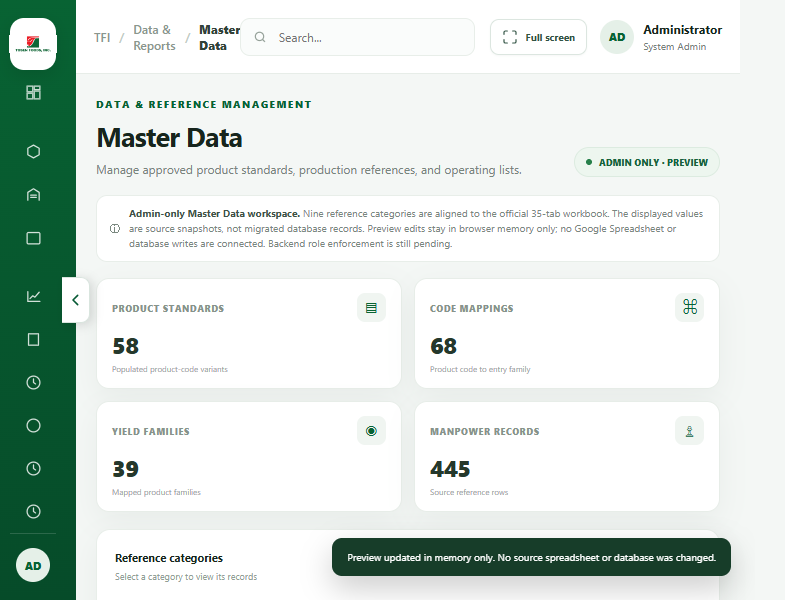 TFI / Data & Reports / Master Data
Search...
Full screen
AD
Administrator
System Admin
DATA & REFERENCE MANAGEMENT
Master Data
Manage approved product standards, production references, and operating lists.
ADMIN ONLY · PREVIEW
Admin-only Master Data workspace. Nine reference categories are aligned to the official 35-tab workbook. The displayed values
are source snapshots, not migrated database records. Preview edits stay in browser memory only; no Google Spreadsheet or
database writes are connected. Backend role enforcement is still pending.
PRODUCT STANDARDS
58
Populated product-code variants
CODE MAPPINGS
68
Product code to entry family
YIELD FAMILIES
39
Mapped product families
MANPOWER RECORDS
445
Source reference rows
Reference categories
Select a category to view its records
Preview updated in memory only. No source spreadsheet or database was changed.
AD